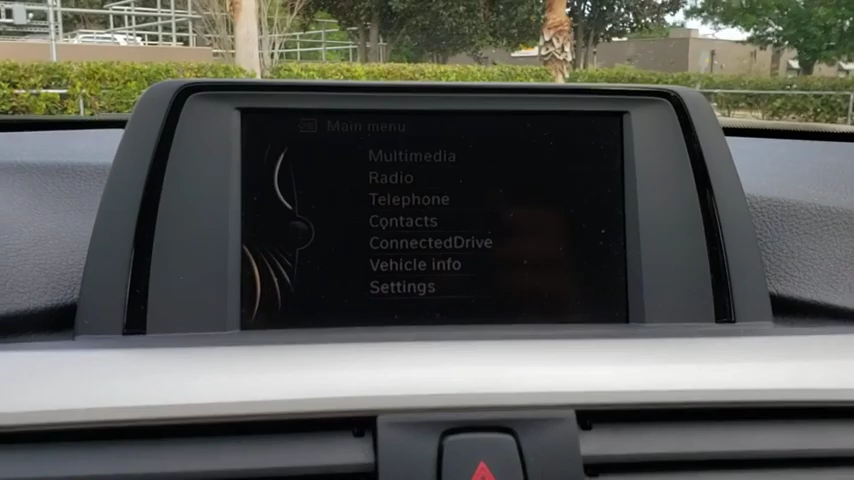 Main menu
Multimedia
Radio
Telephone
Contacts
ConnectedDrive
Vehicle info
Settings